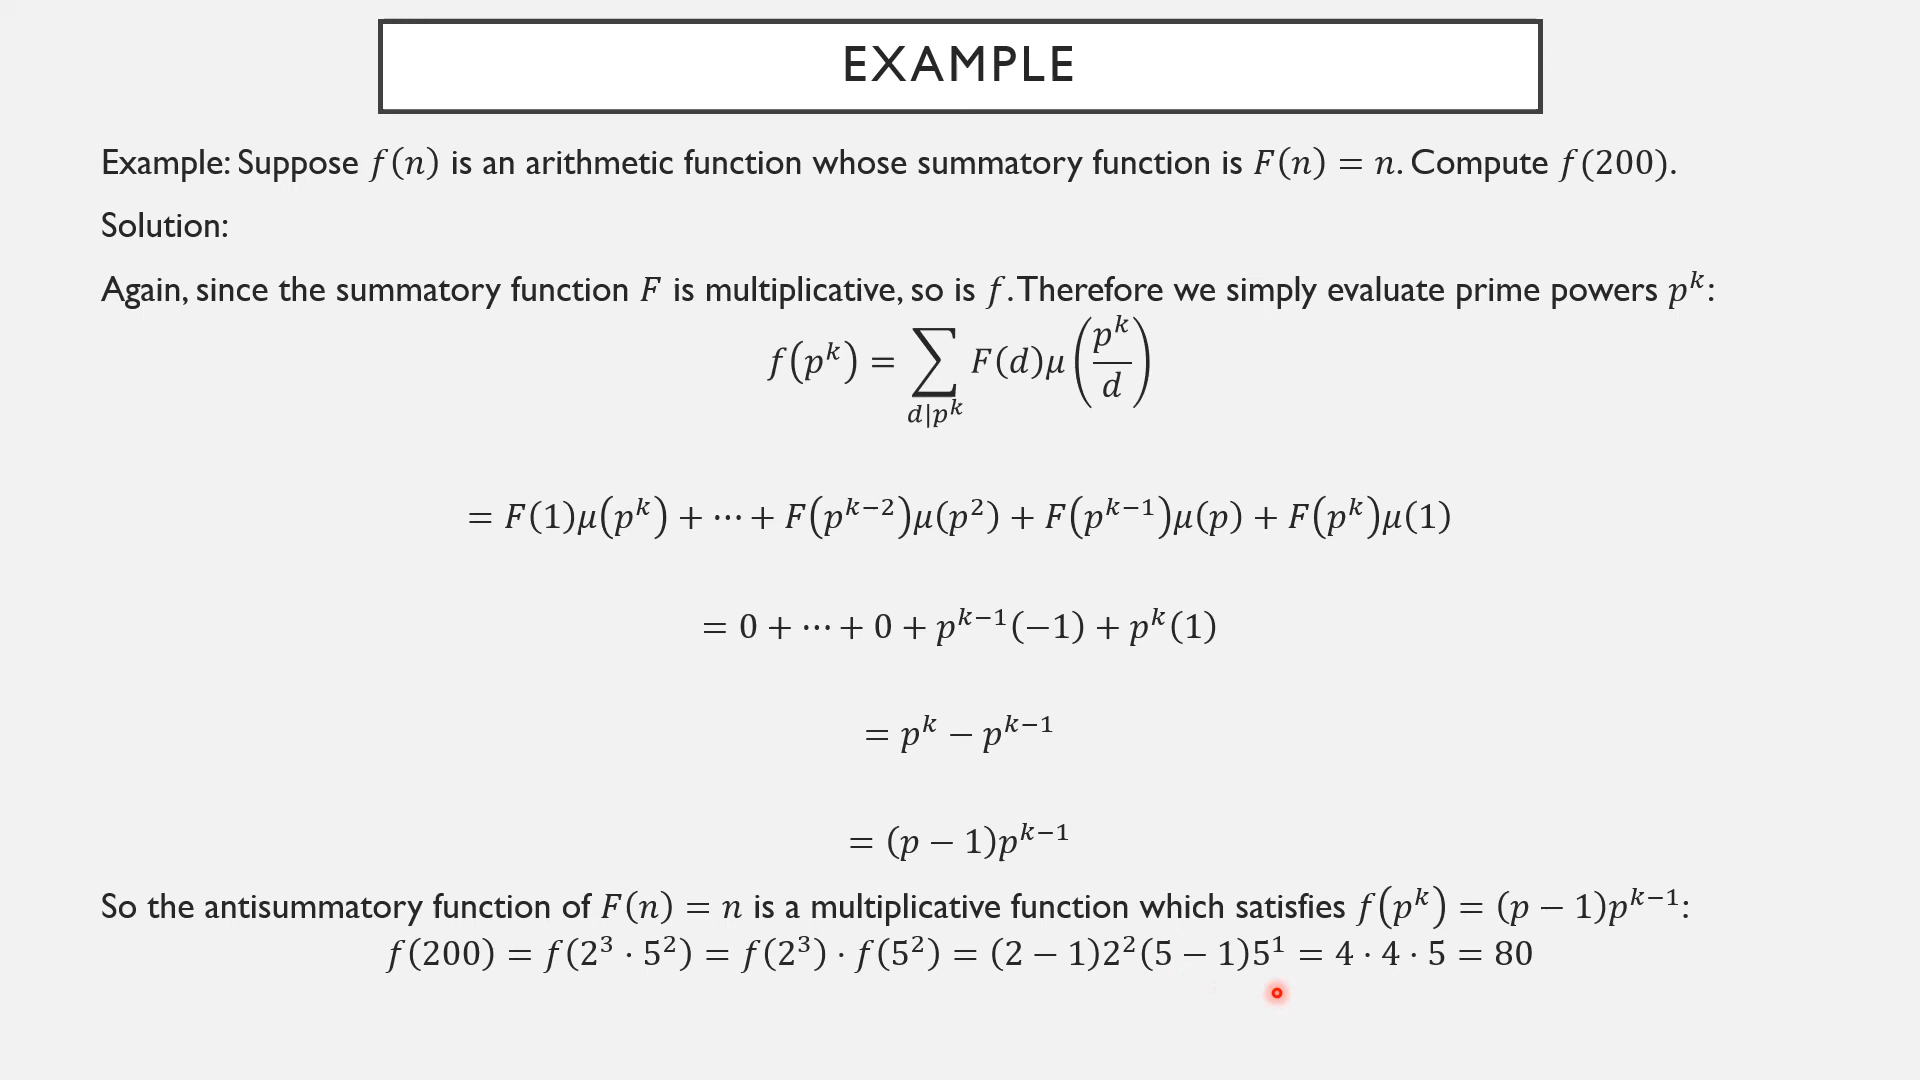 EXAMPLE
Example: Suppose f(n) is an arithmetic function whose summatory function is F(n) = n. Compute f(200).
Solution:
Again, since the summatory function F is multiplicative, so is f. Therefore we simply evaluate prime powers p^k:
f(p^k) = ∑_{d|p^k} F(d)μ(p^k/d)
= F(1)μ(p^k) + ⋯ + F(p^{k−2})μ(p^2) + F(p^{k−1})μ(p) + F(p^k)μ(1)
= 0 + ⋯ + 0 + p^{k−1}(−1) + p^k(1)
= p^k − p^{k−1}
= (p − 1)p^{k−1}
So the antisummatory function of F(n) = n is a multiplicative function which satisfies f(p^k) = (p − 1)p^{k−1}:
f(200) = f(2^3 · 5^2) = f(2^3) · f(5^2) = (2 − 1)2^2(5 − 1)5^1 = 4 · 4 · 5 = 80